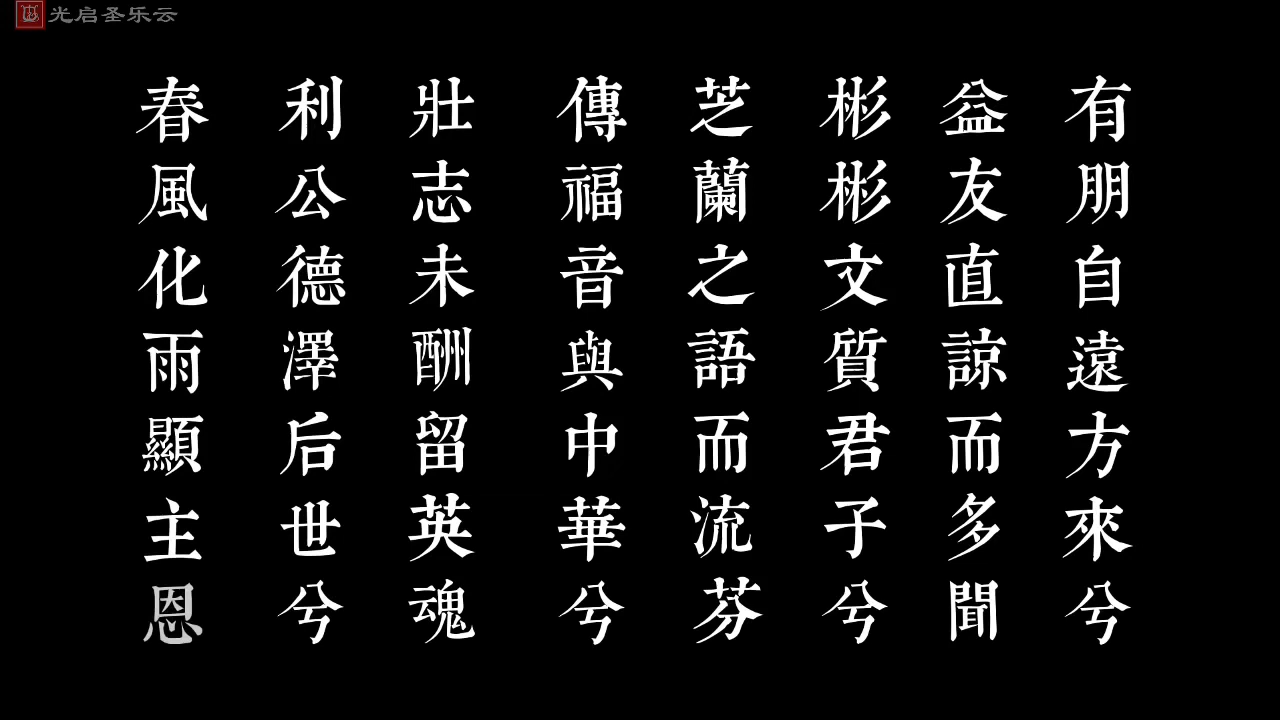 光启圣乐云
有朋自遠方來兮
益友直諒而多聞
彬彬文質君子兮
芝蘭之語而流芬
傳福音與中華兮
壯志未酬留英魂
利公德澤后世兮
春風化雨顯主恩